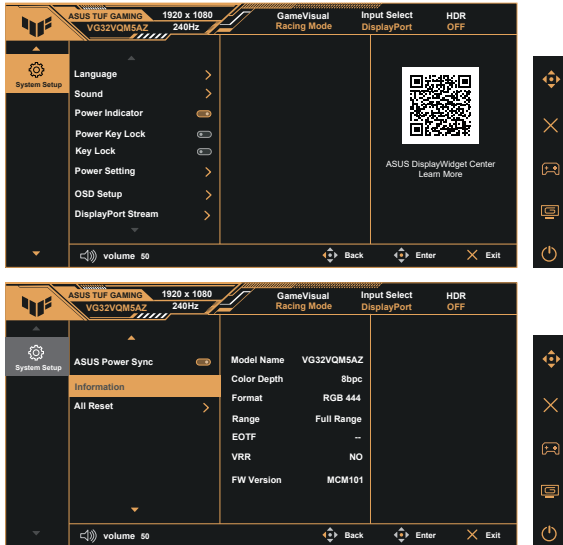 ASUS TUF GAMING 1920 x 1080 GameVisual Input Select HDR
VG32VQM5AZ 240Hz Racing Mode DisplayPort OFF
System Setup
Language
Sound
Power Indicator
Power Key Lock
Key Lock
Power Setting
OSD Setup
DisplayPort Stream
ASUS DisplayWidget Center
Learn More
volume 50 Back Enter Exit
ASUS TUF GAMING 1920 x 1080 GameVisual Input Select HDR
VG32VQM5AZ 240Hz Racing Mode DisplayPort OFF
System Setup
ASUS Power Sync
Information
All Reset
Model Name VG32VQM5AZ
Color Depth 8bpc
Format RGB 444
Range Full Range
EOTF --
VRR NO
FW Version MCM101
volume 50 Back Enter Exit